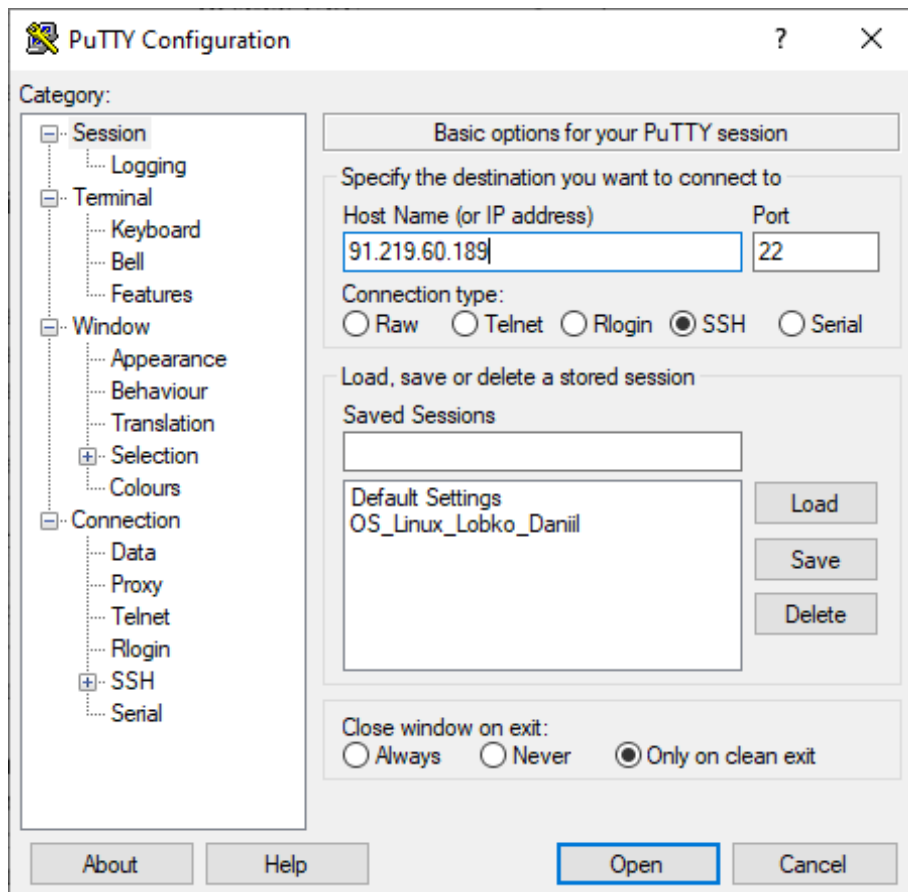 PuTTY Configuration
?
Category:
Session
Logging
Terminal
Keyboard
Bell
Features
Window
Appearance
Behaviour
Translation
Selection
Colours
Connection
Data
Proxy
Telnet
Rlogin
SSH
Serial
Basic options for your PuTTY session
Specify the destination you want to connect to
Host Name (or IP address) Port
91.219.60.189 22
Connection type:
Raw Telnet Rlogin SSH Serial
Load, save or delete a stored session
Saved Sessions
Default Settings
OS_Linux_Lobko_Daniil
Load
Save
Delete
Close window on exit:
Always Never Only on clean exit
About Help Open Cancel